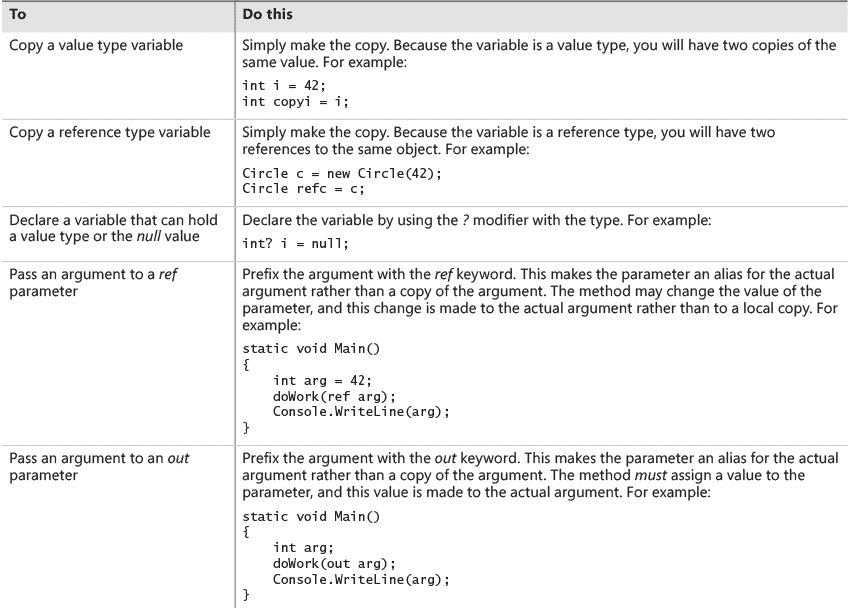 To
Do this
Copy a value type variable
Simply make the copy. Because the variable is a value type, you will have two copies of the
same value. For example:
int i = 42;
int copyi = i;
Copy a reference type variable
Simply make the copy. Because the variable is a reference type, you will have two
references to the same object. For example:
Circle c = new Circle(42);
Circle refc = c;
Declare a variable that can hold
a value type or the null value
Declare the variable by using the ? modifier with the type. For example:
int? i = null;
Pass an argument to a ref
parameter
Prefix the argument with the ref keyword. This makes the parameter an alias for the actual
argument rather than a copy of the argument. The method may change the value of the
parameter, and this change is made to the actual argument rather than to a local copy. For
example:
static void Main()
{
    int arg = 42;
    doWork(ref arg);
    Console.WriteLine(arg);
}
Pass an argument to an out
parameter
Prefix the argument with the out keyword. This makes the parameter an alias for the actual
argument rather than a copy of the argument. The method must assign a value to the
parameter, and this value is made to the actual argument. For example:
static void Main()
{
    int arg;
    doWork(out arg);
    Console.WriteLine(arg);
}